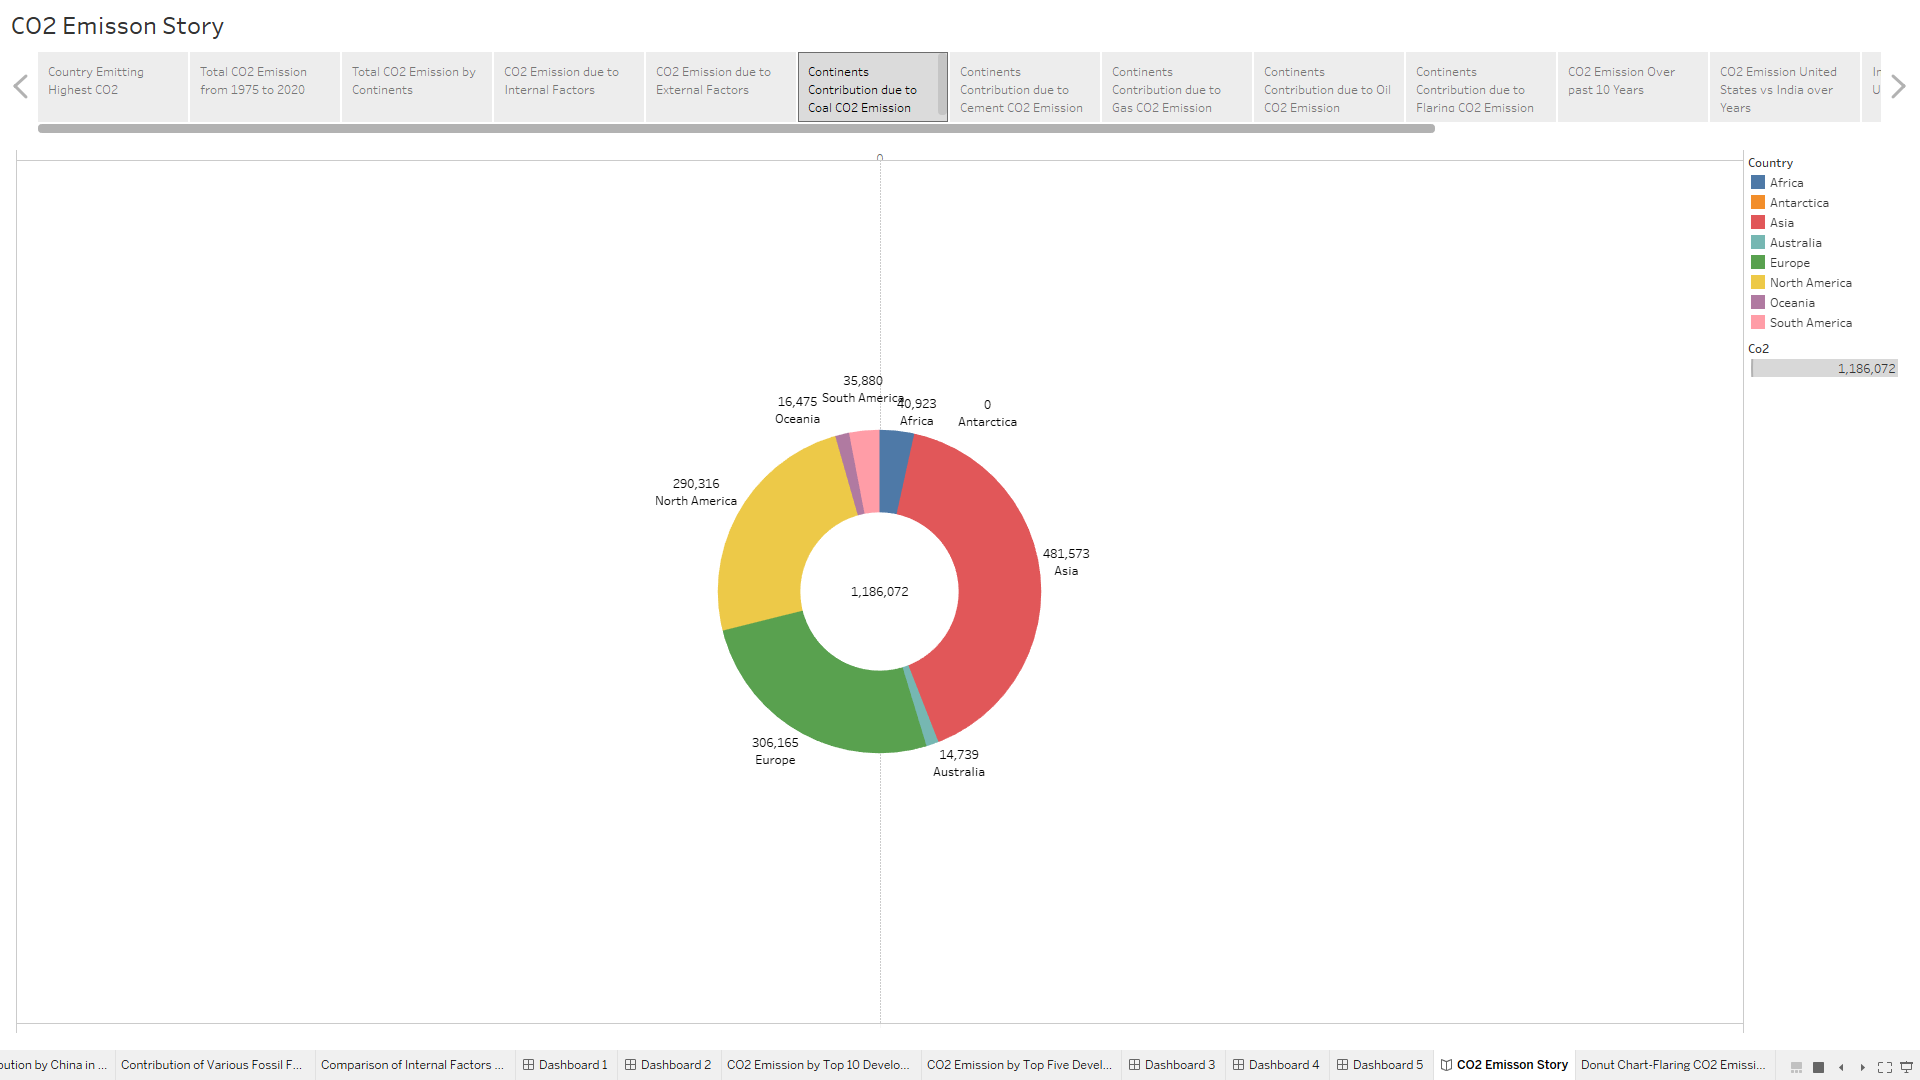 CO2 Emisson Story
Country Emitting
Highest CO2
Total CO2 Emission
from 1975 to 2020
Total CO2 Emission by
Continents
CO2 Emission due to
Internal Factors
CO2 Emission due to
External Factors
Continents
Contribution due to
Coal CO2 Emission
Continents
Contribution due to
Cement CO2 Emission
Continents
Contribution due to
Gas CO2 Emission
Continents
Contribution due to Oil
CO2 Emission
Continents
Contribution due to
Flaring CO2 Emission
CO2 Emission Over
past 10 Years
CO2 Emission United
States vs India over
Years
0
35,880
South America
16,475
Oceania
40,923
Africa
0
Antarctica
290,316
North America
481,573
Asia
1,186,072
306,165
Europe
14,739
Australia
Country
Africa
Antarctica
Asia
Australia
Europe
North America
Oceania
South America
Co2
1,186,072
ution by China in ...
Contribution of Various Fossil F...
Comparison of Internal Factors ...
Dashboard 1
Dashboard 2
CO2 Emission by Top 10 Develo...
CO2 Emission by Top Five Devel...
Dashboard 3
Dashboard 4
Dashboard 5
CO2 Emisson Story
Donut Chart-Flaring CO2 Emissi...